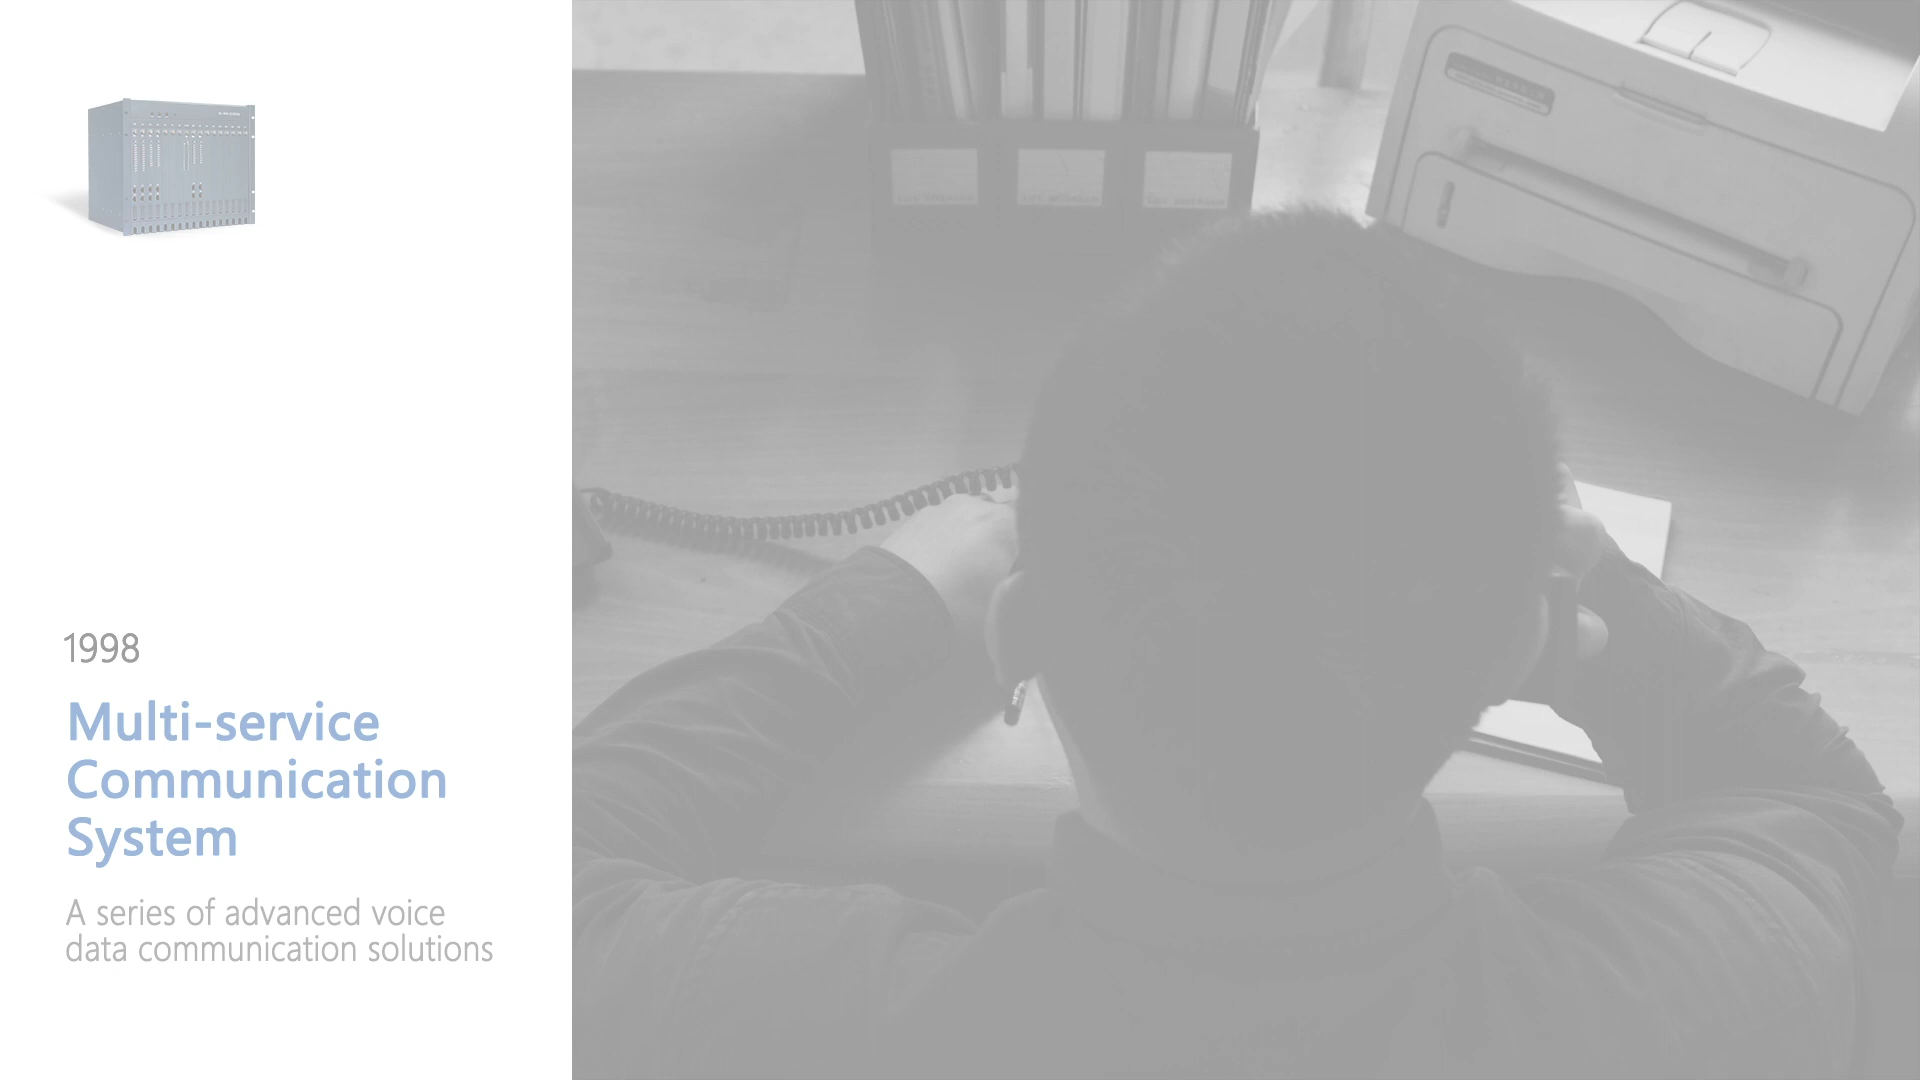 1998
Multi-service
Communication
System
A series of advanced voice
data communication solutions